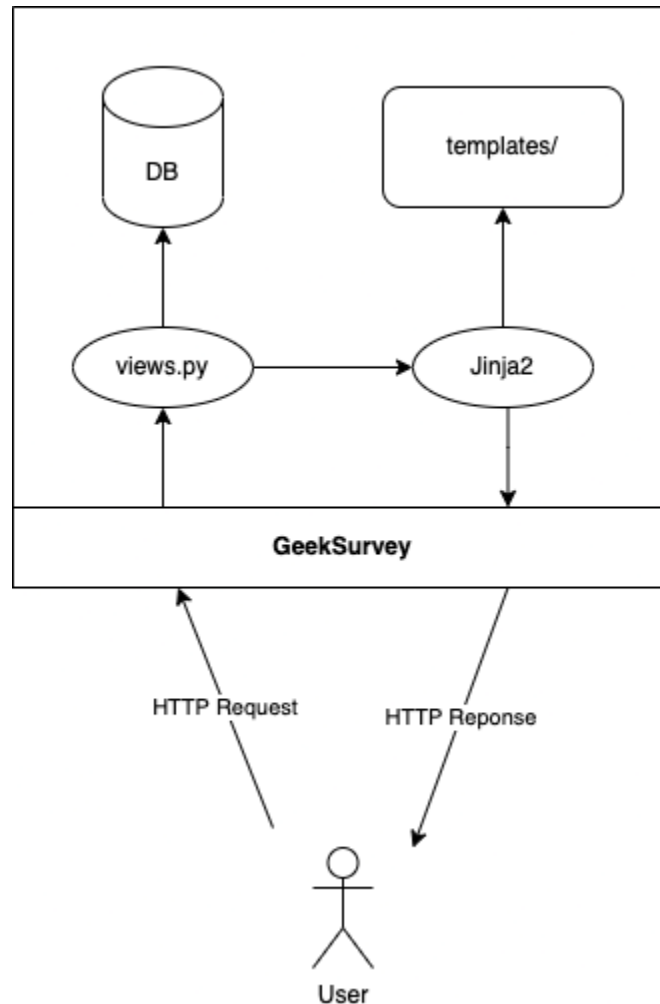 DB
templates/
views.py
Jinja2
GeekSurvey
HTTP Request
HTTP Reponse
User